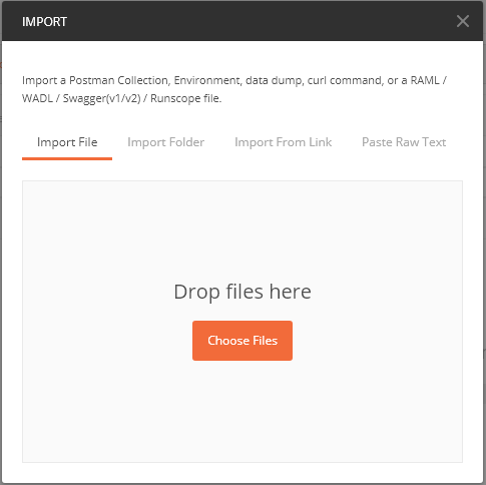 IMPORT
Import a Postman Collection, Environment, data dump, curl command, or a RAML /
WADL / Swagger(v1/v2) / Runscope file.
Import File Import Folder Import From Link Paste Raw Text
Drop files here
Choose Files